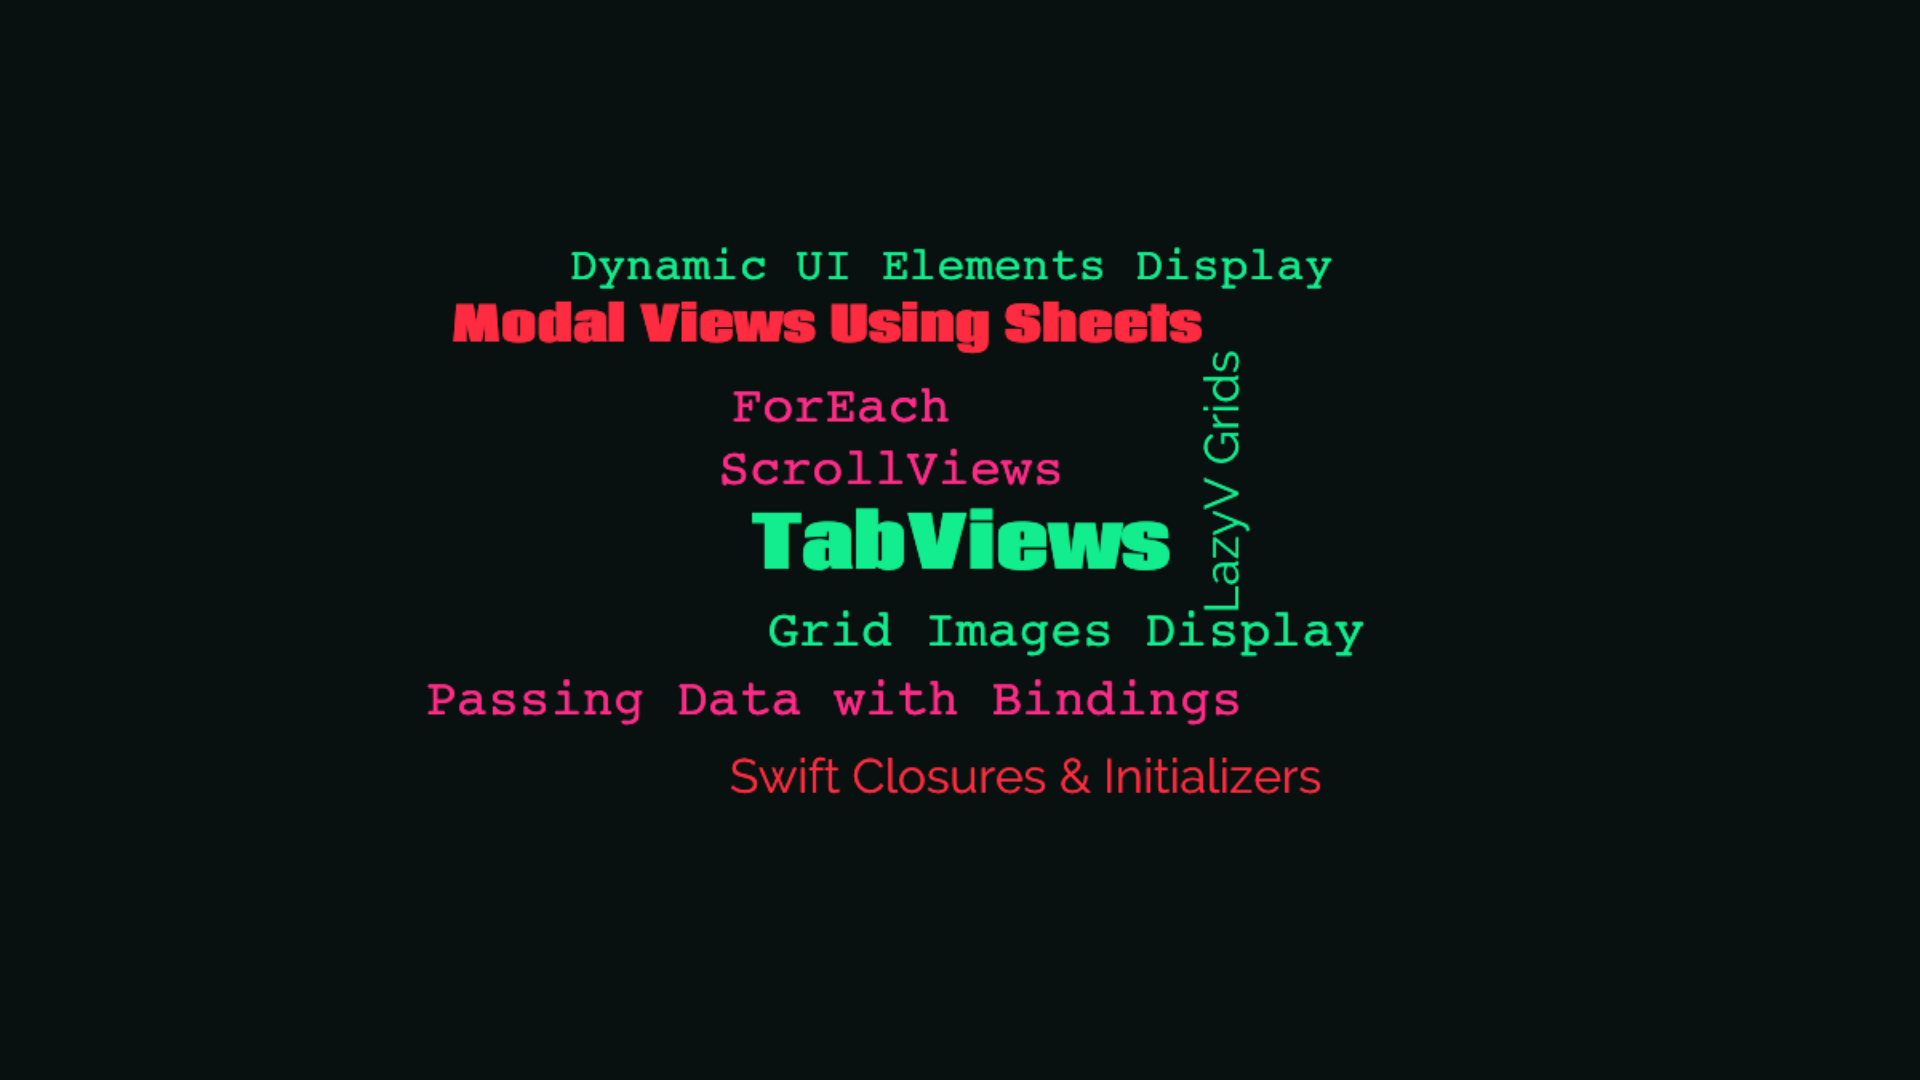 Dynamic UI Elements Display
Modal Views Using Sheets
ForEach
ScrollViews
TabViews
LazyV Grids
Grid Images Display
Passing Data with Bindings
Swift Closures & Initializers